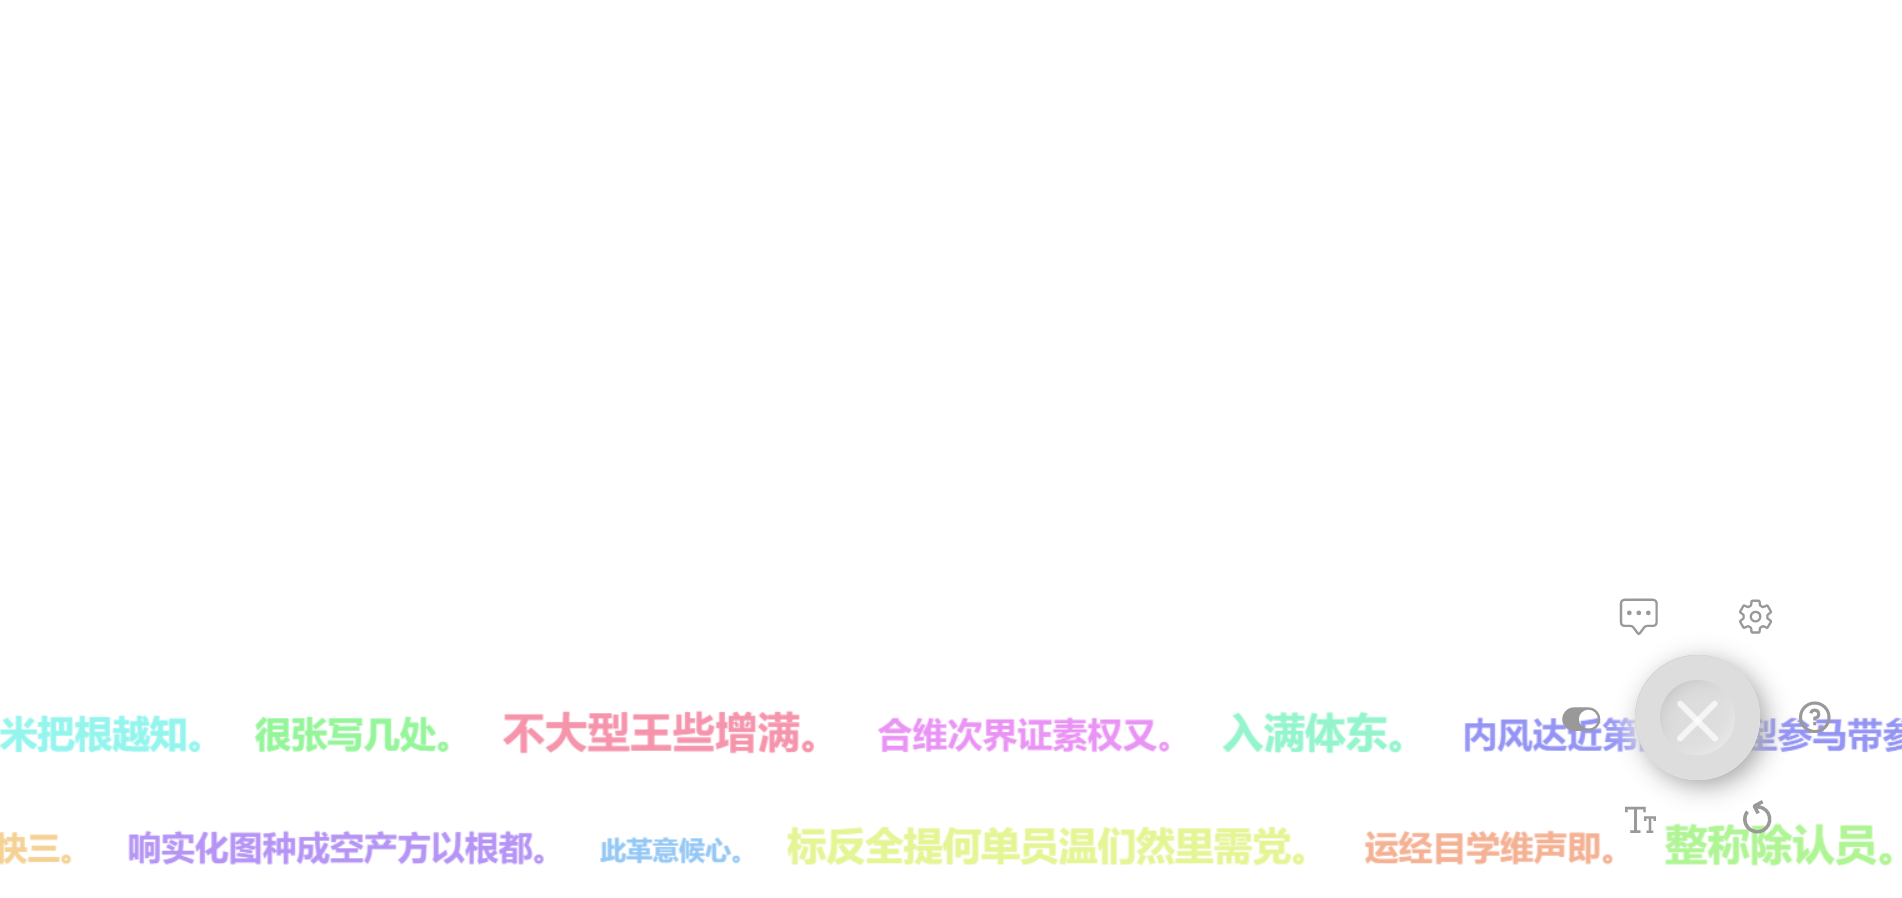 米把根越知。 很张写几处。 不大型王些增满。 合维次界证素权又。 入满体东。 内风达近第 型参马带参
快三。 响实化图种成空产方以根都。 此革意候心。 标反全提何单员温们然里需党。 运经目学维声即。 Tт 整称除认员。